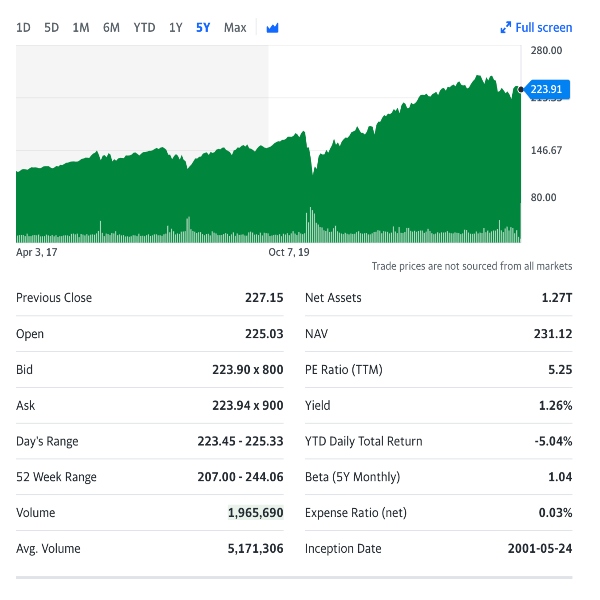 1D 5D 1M 6M YTD 1Y 5Y Max Full screen
280.00
223.91
146.67
80.00
Apr 3, 17 Oct 7, 19
Trade prices are not sourced from all markets
Previous Close 227.15 Net Assets 1.27T
Open 225.03 NAV 231.12
Bid 223.90 x 800 PE Ratio (TTM) 5.25
Ask 223.94 x 900 Yield 1.26%
Day's Range 223.45 - 225.33 YTD Daily Total Return -5.04%
52 Week Range 207.00 - 244.06 Beta (5Y Monthly) 1.04
Volume 1,965,690 Expense Ratio (net) 0.03%
Avg. Volume 5,171,306 Inception Date 2001-05-24